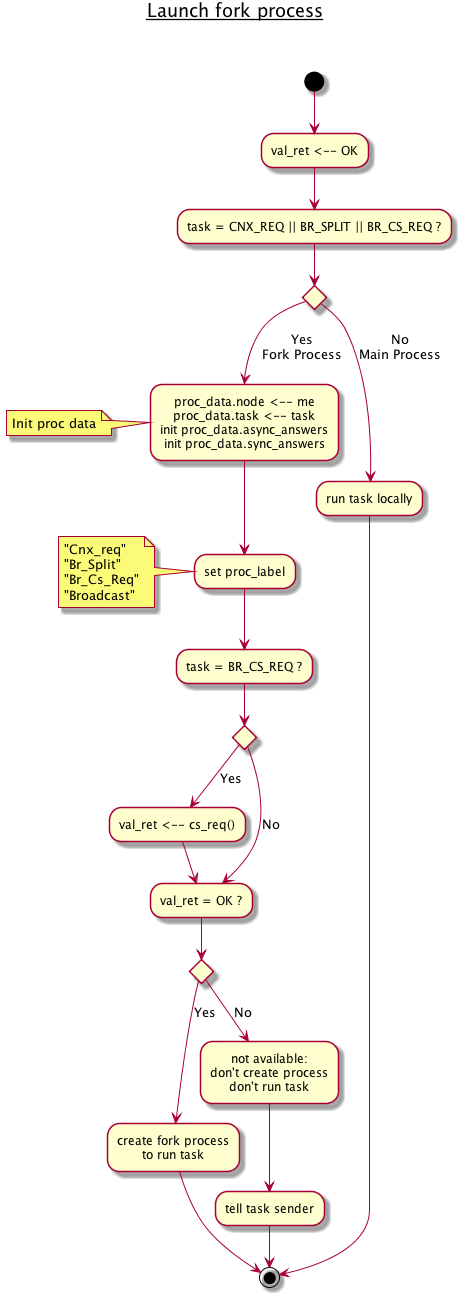 Launch fork process
val_ret <-- OK
task = CNX_REQ || BR_SPLIT || BR_CS_REQ ?
Yes
Fork Process
No
Main Process
proc_data.node <-- me
proc_data.task <-- task
init proc_data.async_answers
init proc_data.sync_answers
Init proc data
run task locally
"Cnx_req"
"Br_Split"
"Br_Cs_Req"
"Broadcast"
set proc_label
task = BR_CS_REQ ?
Yes
No
val_ret <-- cs_req()
val_ret = OK ?
Yes
No
not available:
don't create process
don't run task
create fork process
to run task
tell task sender